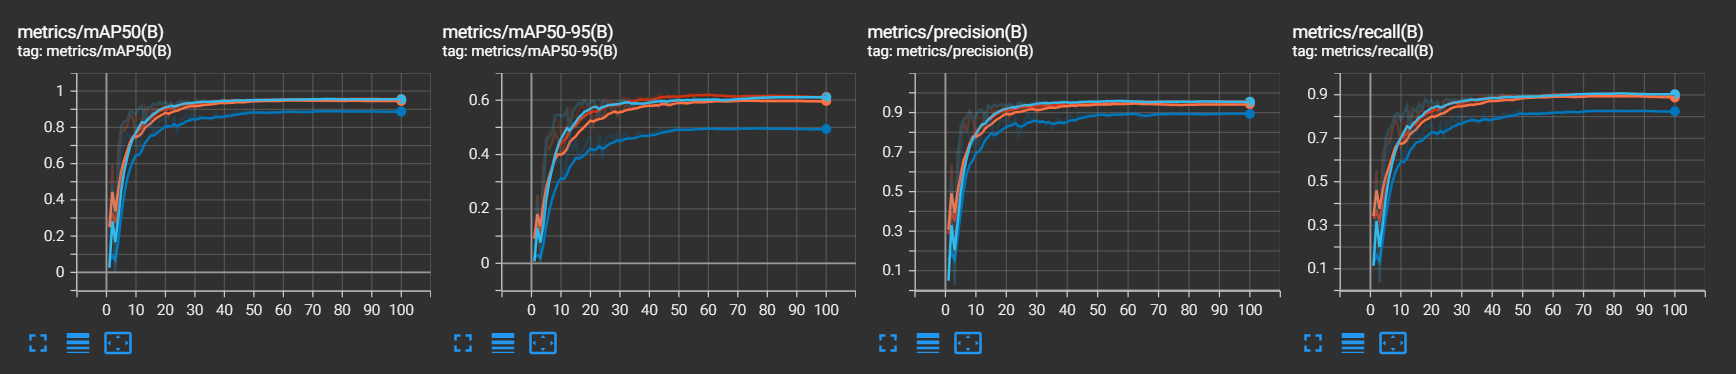 metrics/mAP50(B)
tag: metrics/mAP50(B)
1
0.8
0.6
0.4
0.2
0
0 10 20 30 40 50 60 70 80 90 100
metrics/mAP50-95(B)
tag: metrics/mAP50-95(B)
0.6
0.4
0.2
0
0 10 20 30 40 50 60 70 80 90 100
metrics/precision(B)
tag: metrics/precision(B)
0.9
0.7
0.5
0.3
0.1
0 10 20 30 40 50 60 70 80 90 100
metrics/recall(B)
tag: metrics/recall(B)
0.9
0.7
0.5
0.3
0.1
0 10 20 30 40 50 60 70 80 90 100